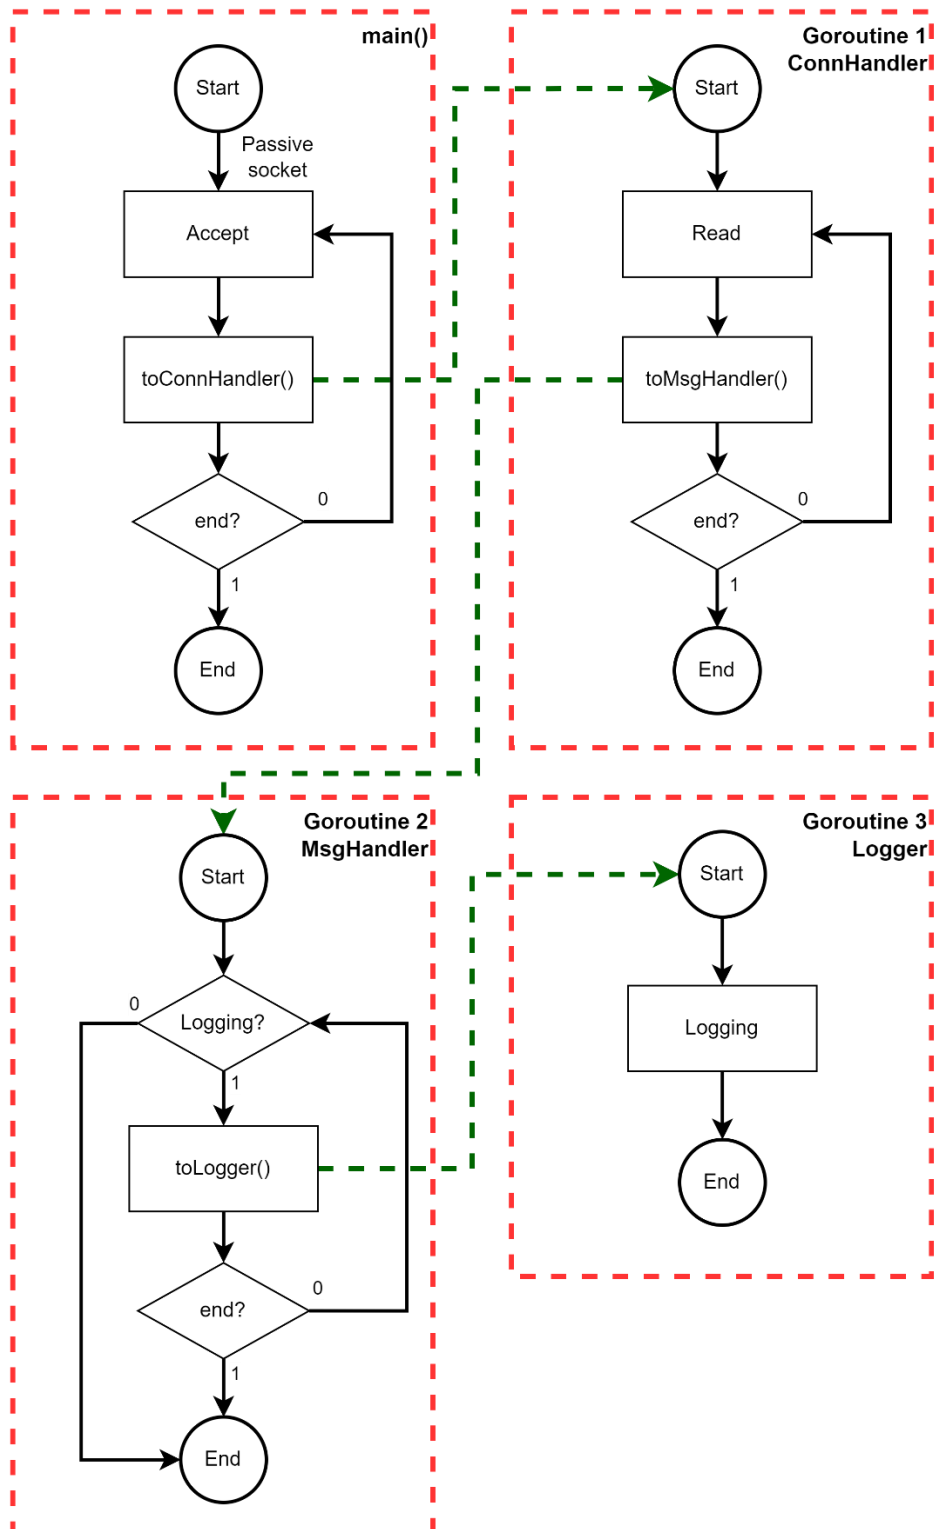 main()
Start
Passive
socket
Accept
toConnHandler()
end?
0
1
End
Goroutine 1
ConnHandler
Start
Read
toMsgHandler()
end?
0
1
End
Goroutine 2
MsgHandler
Start
Logging?
0
1
toLogger()
end?
0
1
End
Goroutine 3
Logger
Start
Logging
End